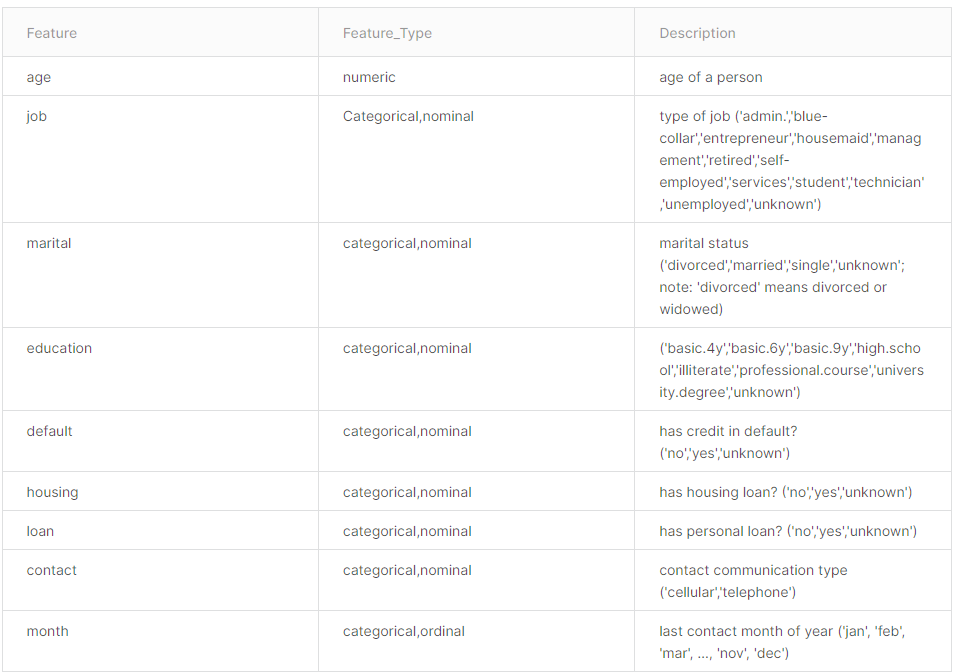 Feature Feature_Type Description
age numeric age of a person
job Categorical,nominal type of job ('admin.','blue-
collar','entrepreneur','housemaid','manag
ement','retired','self-
employed','services','student','technician'
,'unemployed','unknown')
marital categorical,nominal marital status
('divorced','married','single','unknown';
note: 'divorced' means divorced or
widowed)
education categorical,nominal ('basic.4y','basic.6y','basic.9y','high.scho
ol','illiterate','professional.course','univers
ity.degree','unknown')
default categorical,nominal has credit in default?
('no','yes','unknown')
housing categorical,nominal has housing loan? ('no','yes','unknown')
loan categorical,nominal has personal loan? ('no','yes','unknown')
contact categorical,nominal contact communication type
('cellular','telephone')
month categorical,ordinal last contact month of year ('jan', 'feb',
'mar', ..., 'nov', 'dec')